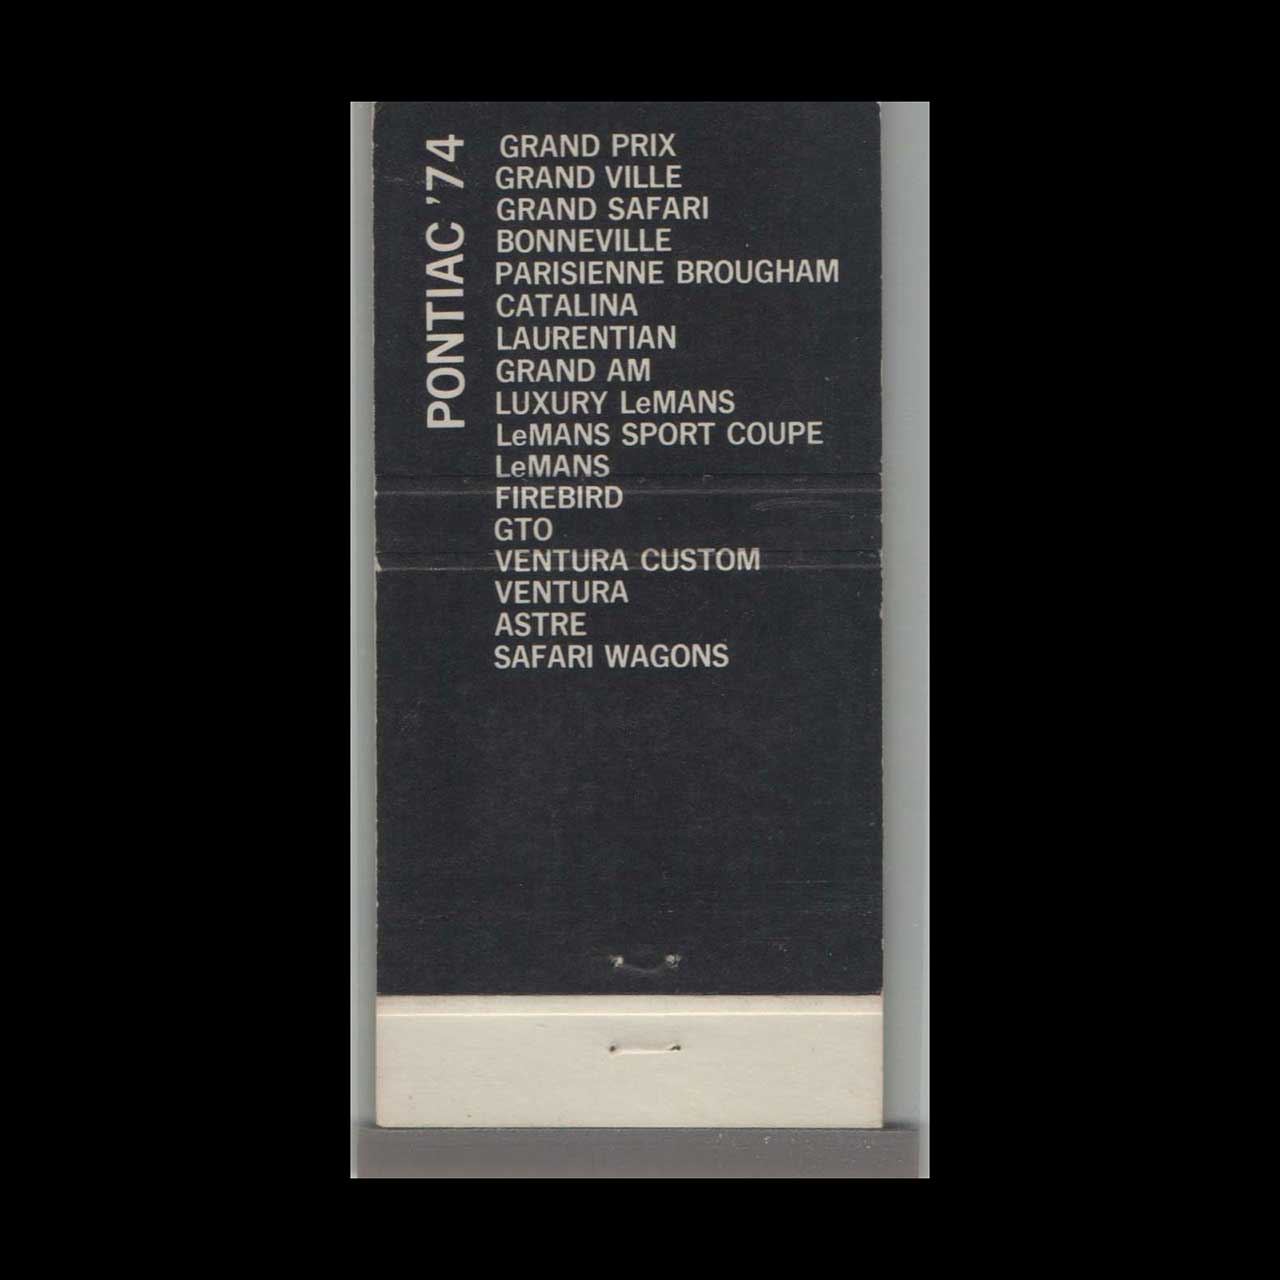 PONTIAC '74
GRAND PRIX
GRAND VILLE
GRAND SAFARI
BONNEVILLE
PARISIENNE BROUGHAM
CATALINA
LAURENTIAN
GRAND AM
LUXURY LeMANS
LeMANS SPORT COUPE
LeMANS
FIREBIRD
GTO
VENTURA CUSTOM
VENTURA
ASTRE
SAFARI WAGONS